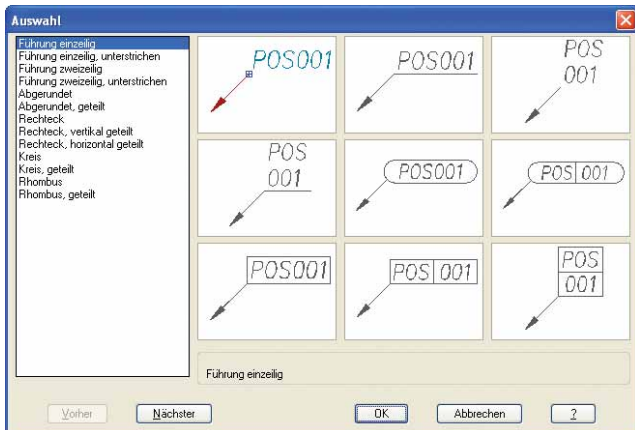 Auswahl
Führung einzeilig
Führung einzeilig, unterstrichen
Führung zweizeilig
Führung zweizeilig, unterstrichen
Abgerundet
Abgerundet, geteilt
Rechteck
Rechteck, vertikal geteilt
Rechteck, horizontal geteilt
Kreis
Kreis, geteilt
Rhombus
Rhombus, geteilt
POS001
POS001
POS
001
POS
001
POS001
POS 001
POS001
POS 001
POS
001
Führung einzeilig
Vorher
Nächster
OK
Abbrechen
?